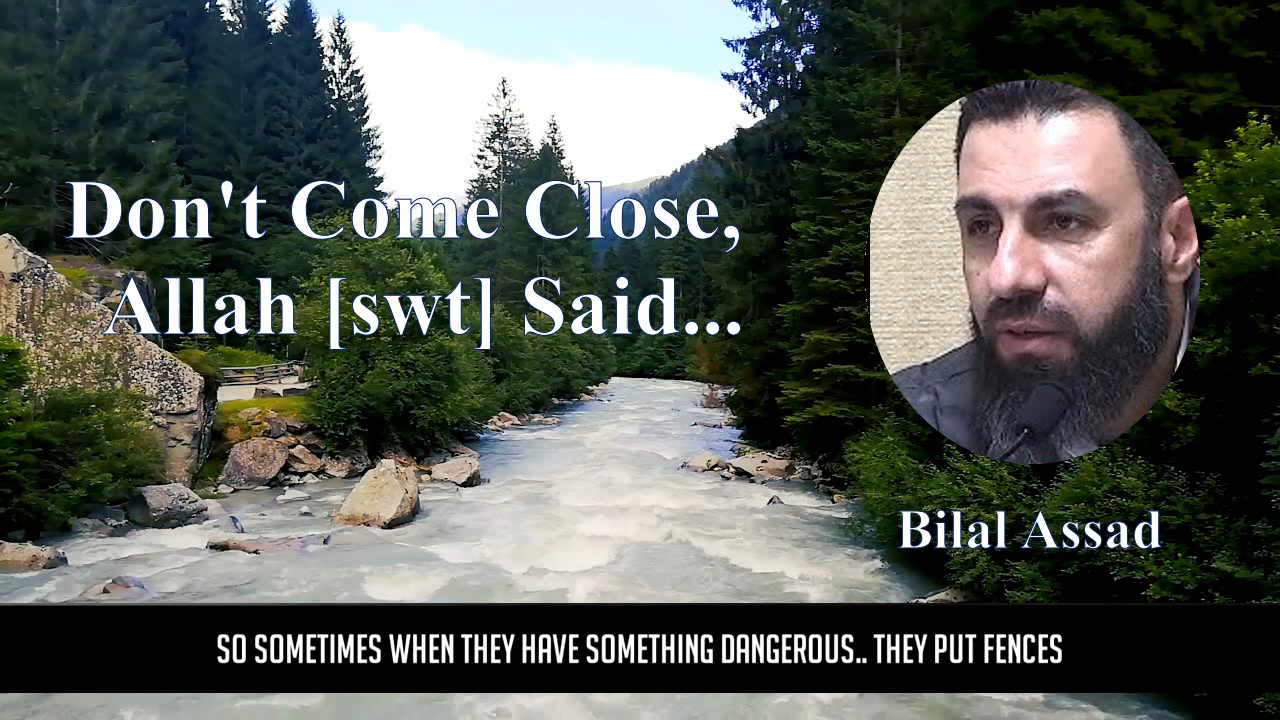 Don't Come Close,
Allah [swt] Said...
Bilal Assad
SO SOMETIMES WHEN THEY HAVE SOMETHING DANGEROUS.. THEY PUT FENCES